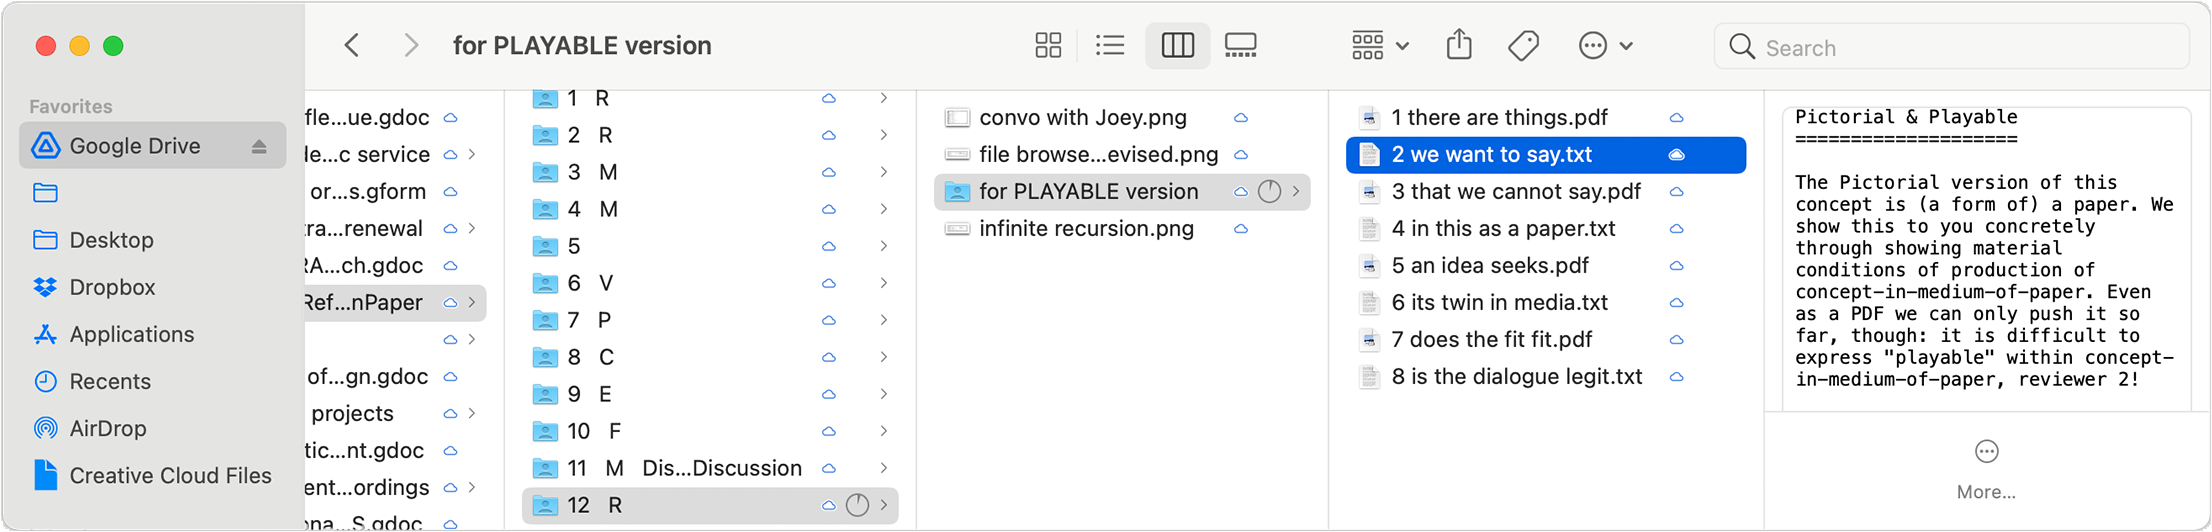 for PLAYABLE version
Search
Favorites
Google Drive
Desktop
Dropbox
Applications
Recents
AirDrop
Creative Cloud Files
fle...ue.gdoc
le...c service
or...s.gform
tra...renewal
RA...ch.gdoc
Ref...nPaper
of...gn.gdoc
projects
tic...nt.gdoc
ent...ordings
ona...S.gdoc
1 R
2 R
3 M
4 M
5
6 V
7 P
8 C
9 E
10 F
11 M Dis...Discussion
12 R
convo with Joey.png
file browse...evised.png
for PLAYABLE version
infinite recursion.png
1 there are things.pdf
2 we want to say.txt
3 that we cannot say.pdf
4 in this as a paper.txt
5 an idea seeks.pdf
6 its twin in media.txt
7 does the fit fit.pdf
8 is the dialogue legit.txt
Pictorial & Playable
====================
The Pictorial version of this
concept is (a form of) a paper. We
show this to you concretely
through showing material
conditions of production of
concept-in-medium-of-paper. Even
as a PDF we can only push it so
far, though: it is difficult to
express "playable" within concept-
in-medium-of-paper, reviewer 2!
More...